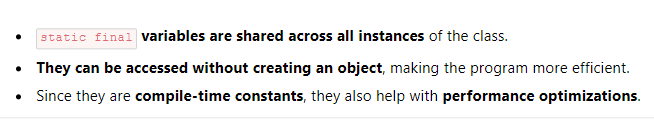 • static final variables are shared across all instances of the class.
• They can be accessed without creating an object, making the program more efficient.
• Since they are compile-time constants, they also help with performance optimizations.